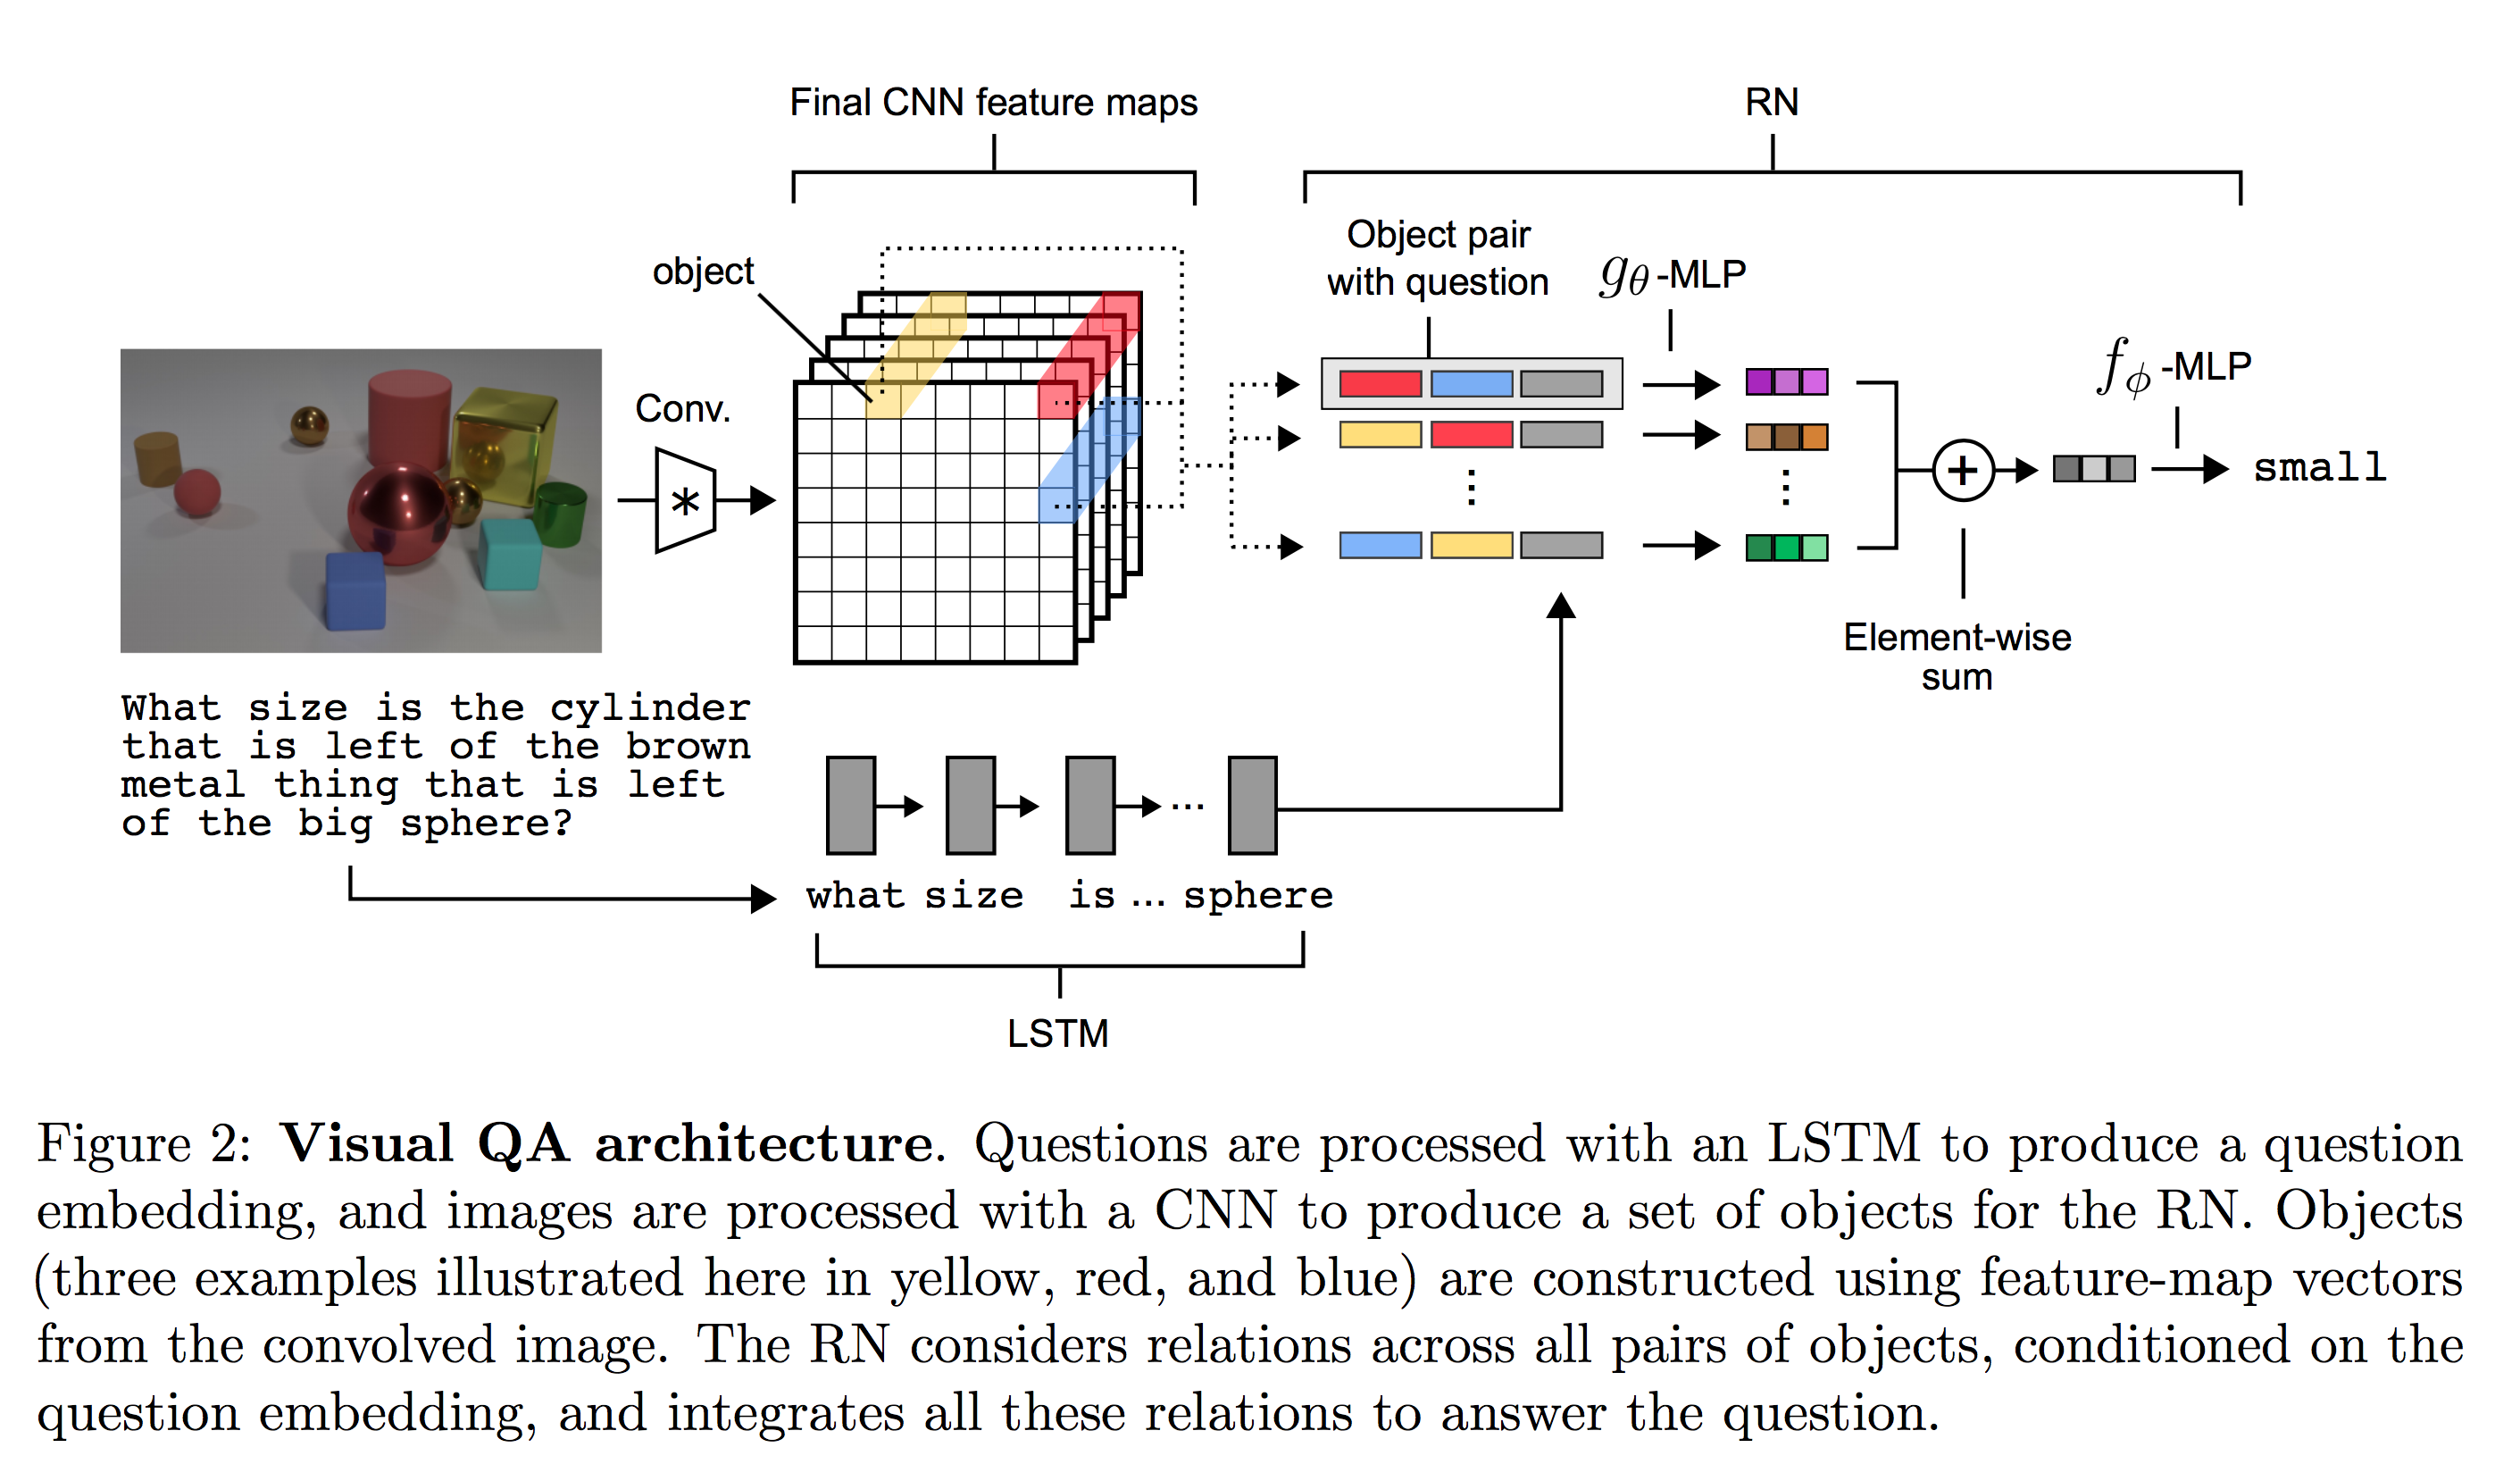 Final CNN feature maps
RN
object
Object pair
with question
gθ -MLP
fϕ -MLP
Conv.
*
+
small
Element-wise
sum
What size is the cylinder
that is left of the brown
metal thing that is left
of the big sphere?
...
what size is ... sphere
LSTM
Figure 2: Visual QA architecture. Questions are processed with an LSTM to produce a question
embedding, and images are processed with a CNN to produce a set of objects for the RN. Objects
(three examples illustrated here in yellow, red, and blue) are constructed using feature-map vectors
from the convolved image. The RN considers relations across all pairs of objects, conditioned on the
question embedding, and integrates all these relations to answer the question.